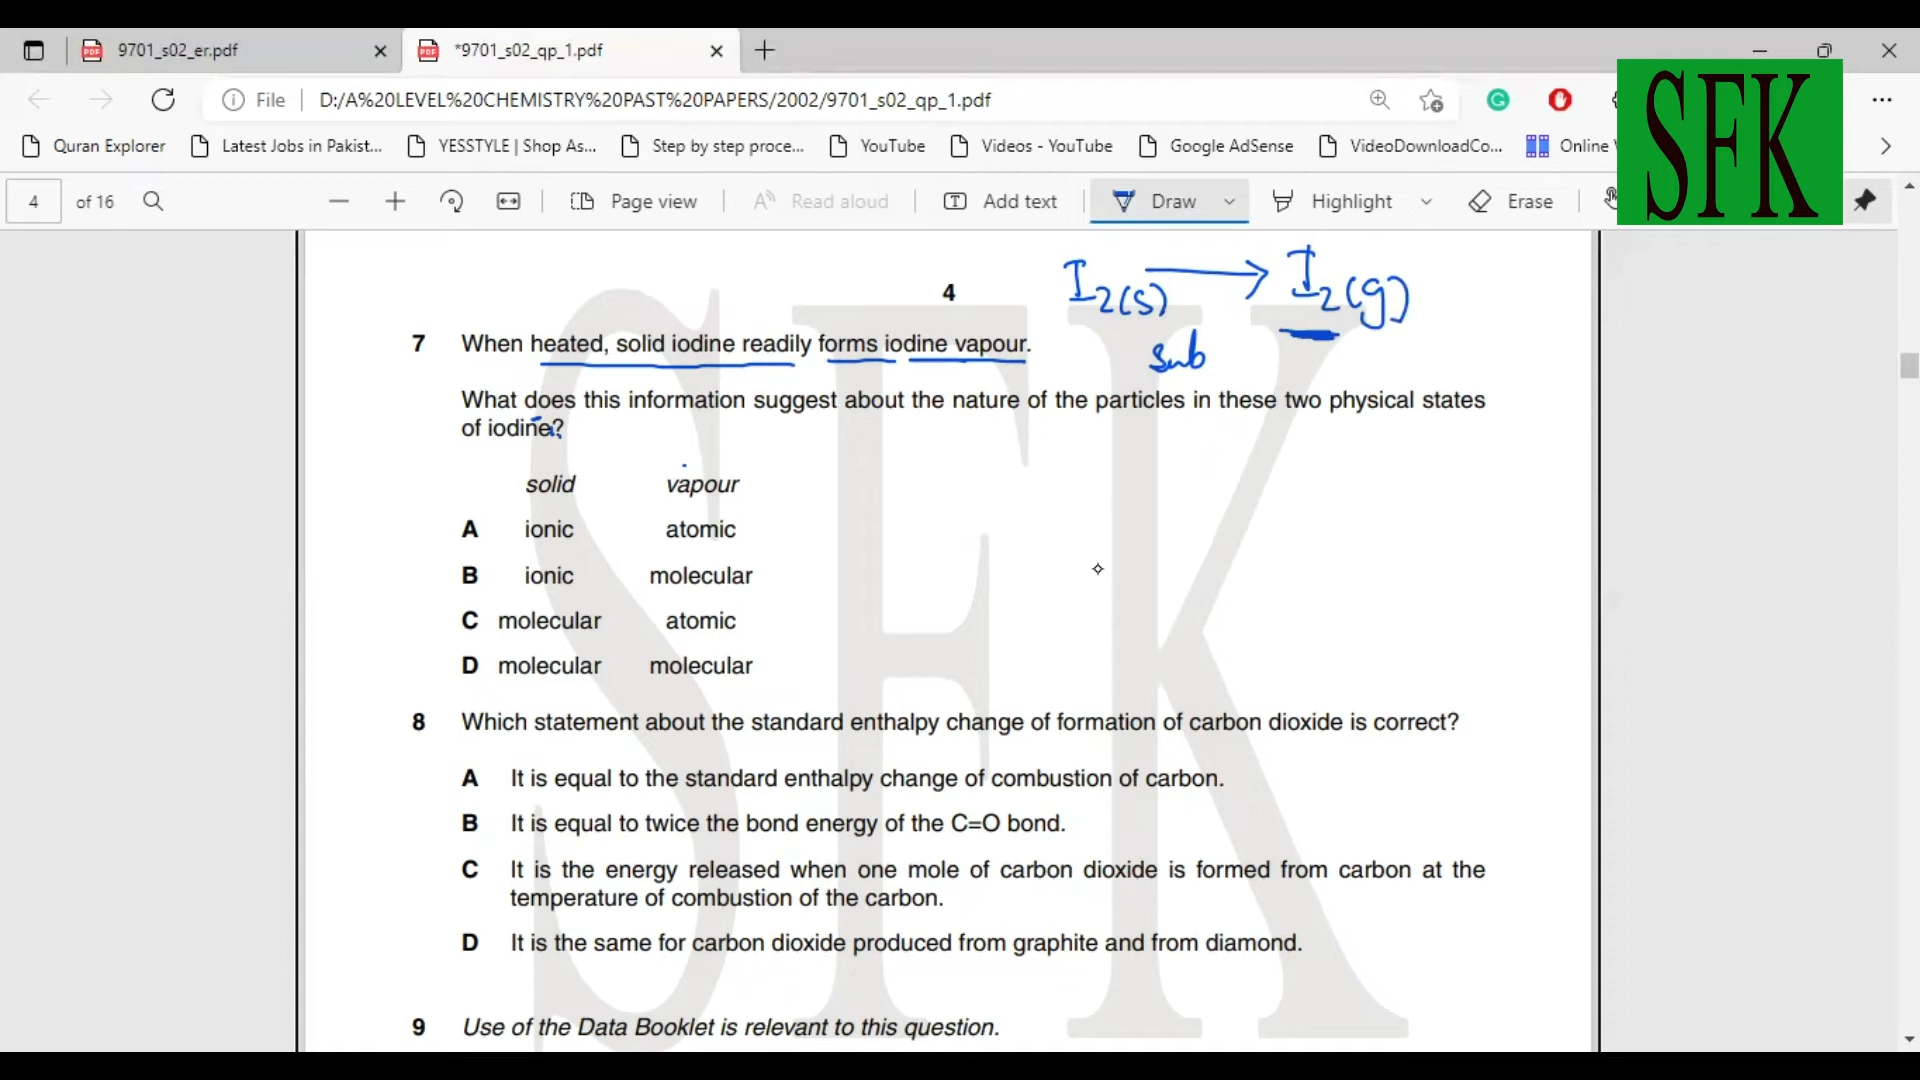 9701_s02_er.pdf
*9701_s02_qp_1.pdf
File
D:/A%20LEVEL%20CHEMISTRY%20PAST%20PAPERS/2002/9701_s02_qp_1.pdf
Quran Explorer
Latest Jobs in Pakist...
YESSTYLE | Shop As...
Step by step proce...
YouTube
Videos - YouTube
Google AdSense
VideoDownloadCo...
Online
SFK
4 of 16
Page view
Read aloud
Add text
Draw
Highlight
Erase
I2(s) → I2(g)
sub
4
7 When heated, solid iodine readily forms iodine vapour.
What does this information suggest about the nature of the particles in these two physical states
of iodine?
solid vapour
A ionic atomic
B ionic molecular
C molecular atomic
D molecular molecular
8 Which statement about the standard enthalpy change of formation of carbon dioxide is correct?
A It is equal to the standard enthalpy change of combustion of carbon.
B It is equal to twice the bond energy of the C=O bond.
C It is the energy released when one mole of carbon dioxide is formed from carbon at the
temperature of combustion of the carbon.
D It is the same for carbon dioxide produced from graphite and from diamond.
9 Use of the Data Booklet is relevant to this question.
SFK